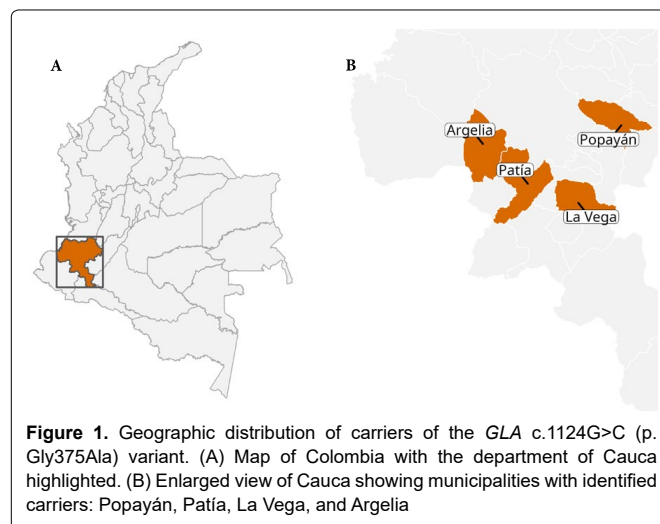 A
B
Argelia
Popayán
Patía
La Vega
Figure 1. Geographic distribution of carriers of the GLA c.1124G>C (p.
Gly375Ala) variant. (A) Map of Colombia with the department of Cauca
highlighted. (B) Enlarged view of Cauca showing municipalities with identified
carriers: Popayán, Patía, La Vega, and Argelia